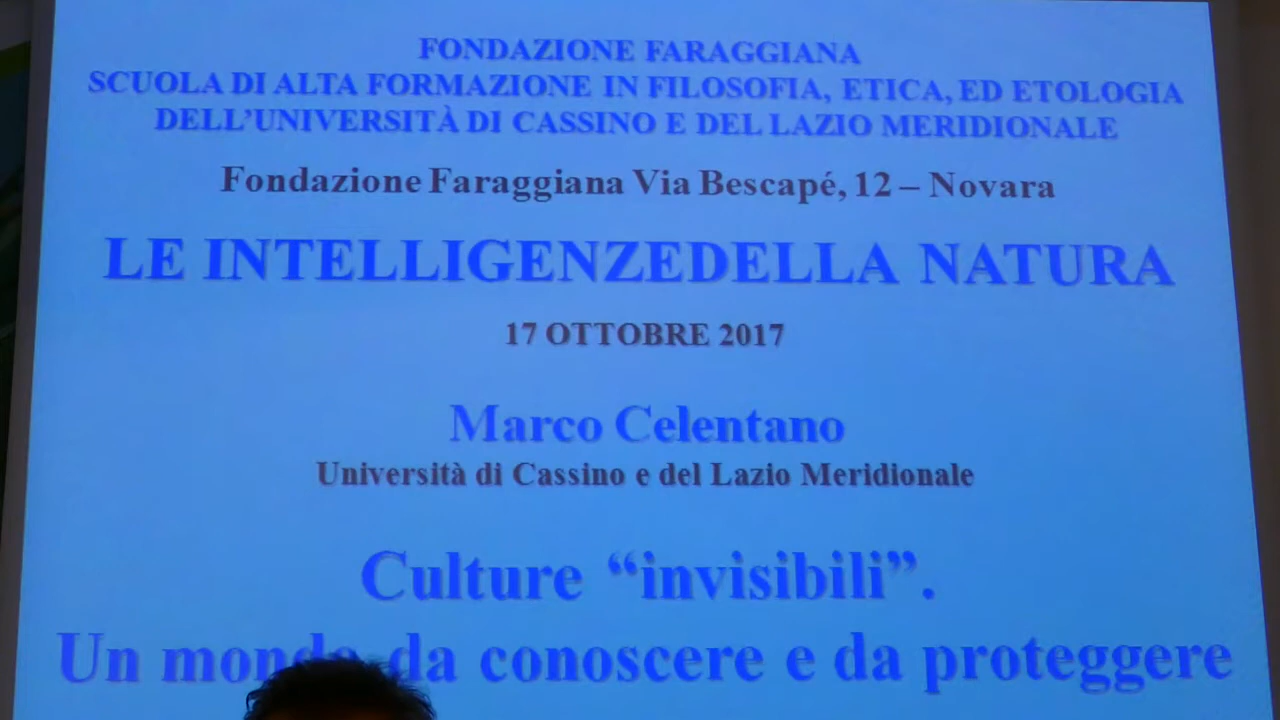 FONDAZIONE FARAGGIANA
SCUOLA DI ALTA FORMAZIONE IN FILOSOFIA, ETICA, ED ETOLOGIA
DELL'UNIVERSITÀ DI CASSINO E DEL LAZIO MERIDIONALE
Fondazione Faraggiana Via Bescapé, 12 – Novara
LE INTELLIGENZEDELLA NATURA
17 OTTOBRE 2017
Marco Celentano
Università di Cassino e del Lazio Meridionale
Culture “invisibili”.
Un mondo da conoscere e da proteggere